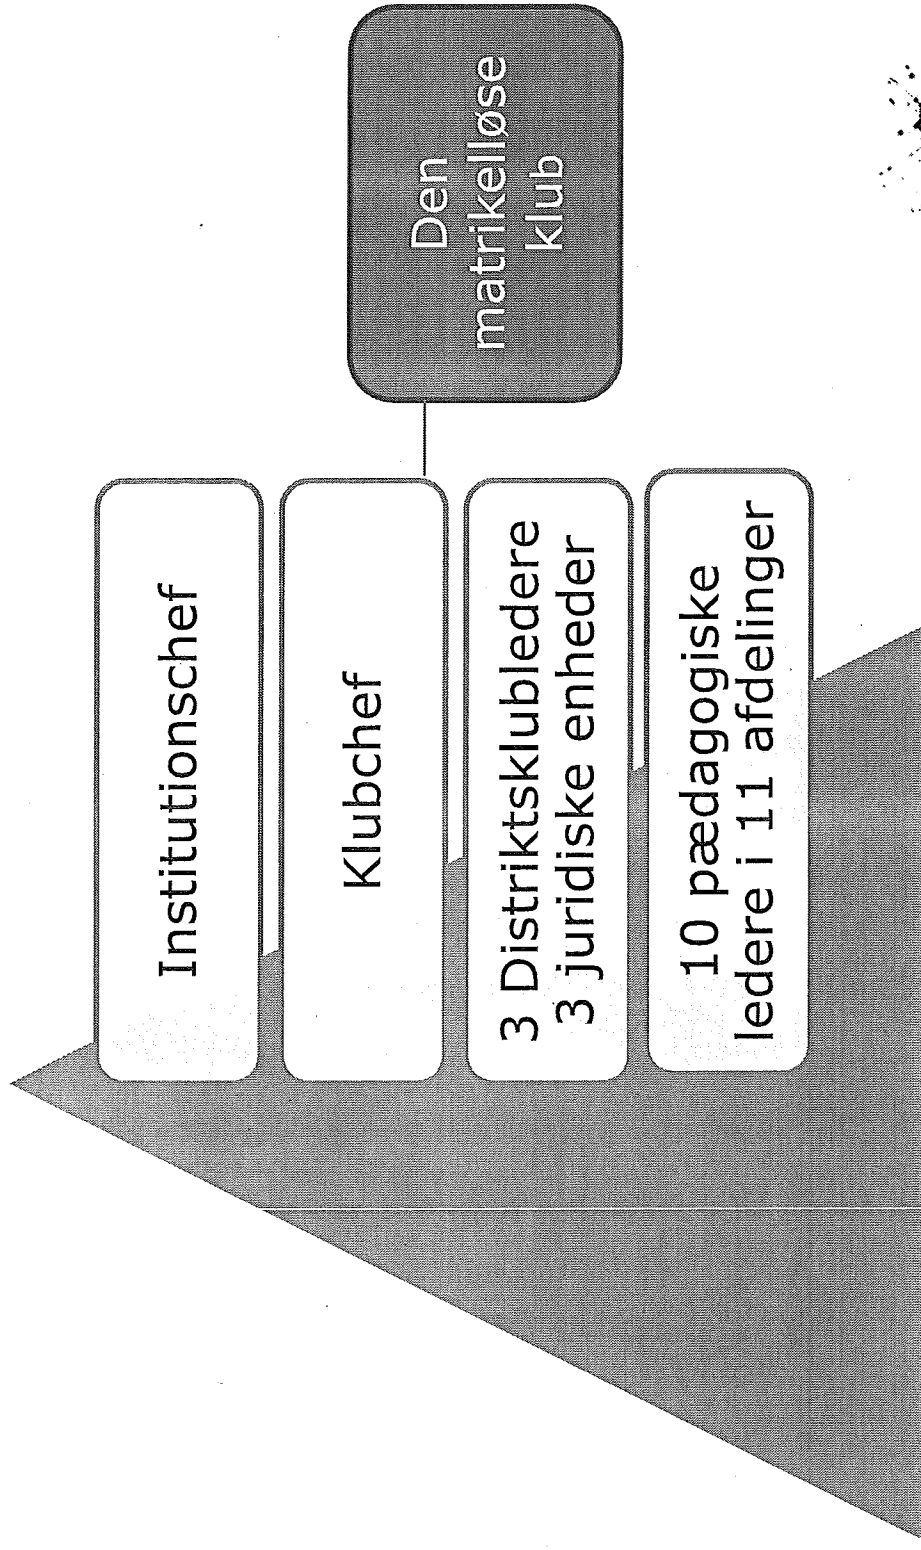 Institutionschef
Klubchef
3 Distriktsklubledere
3 juridiske enheder
10 pædagogiske
ledere i 11 afdelinger
Den
matrikelløse
klub